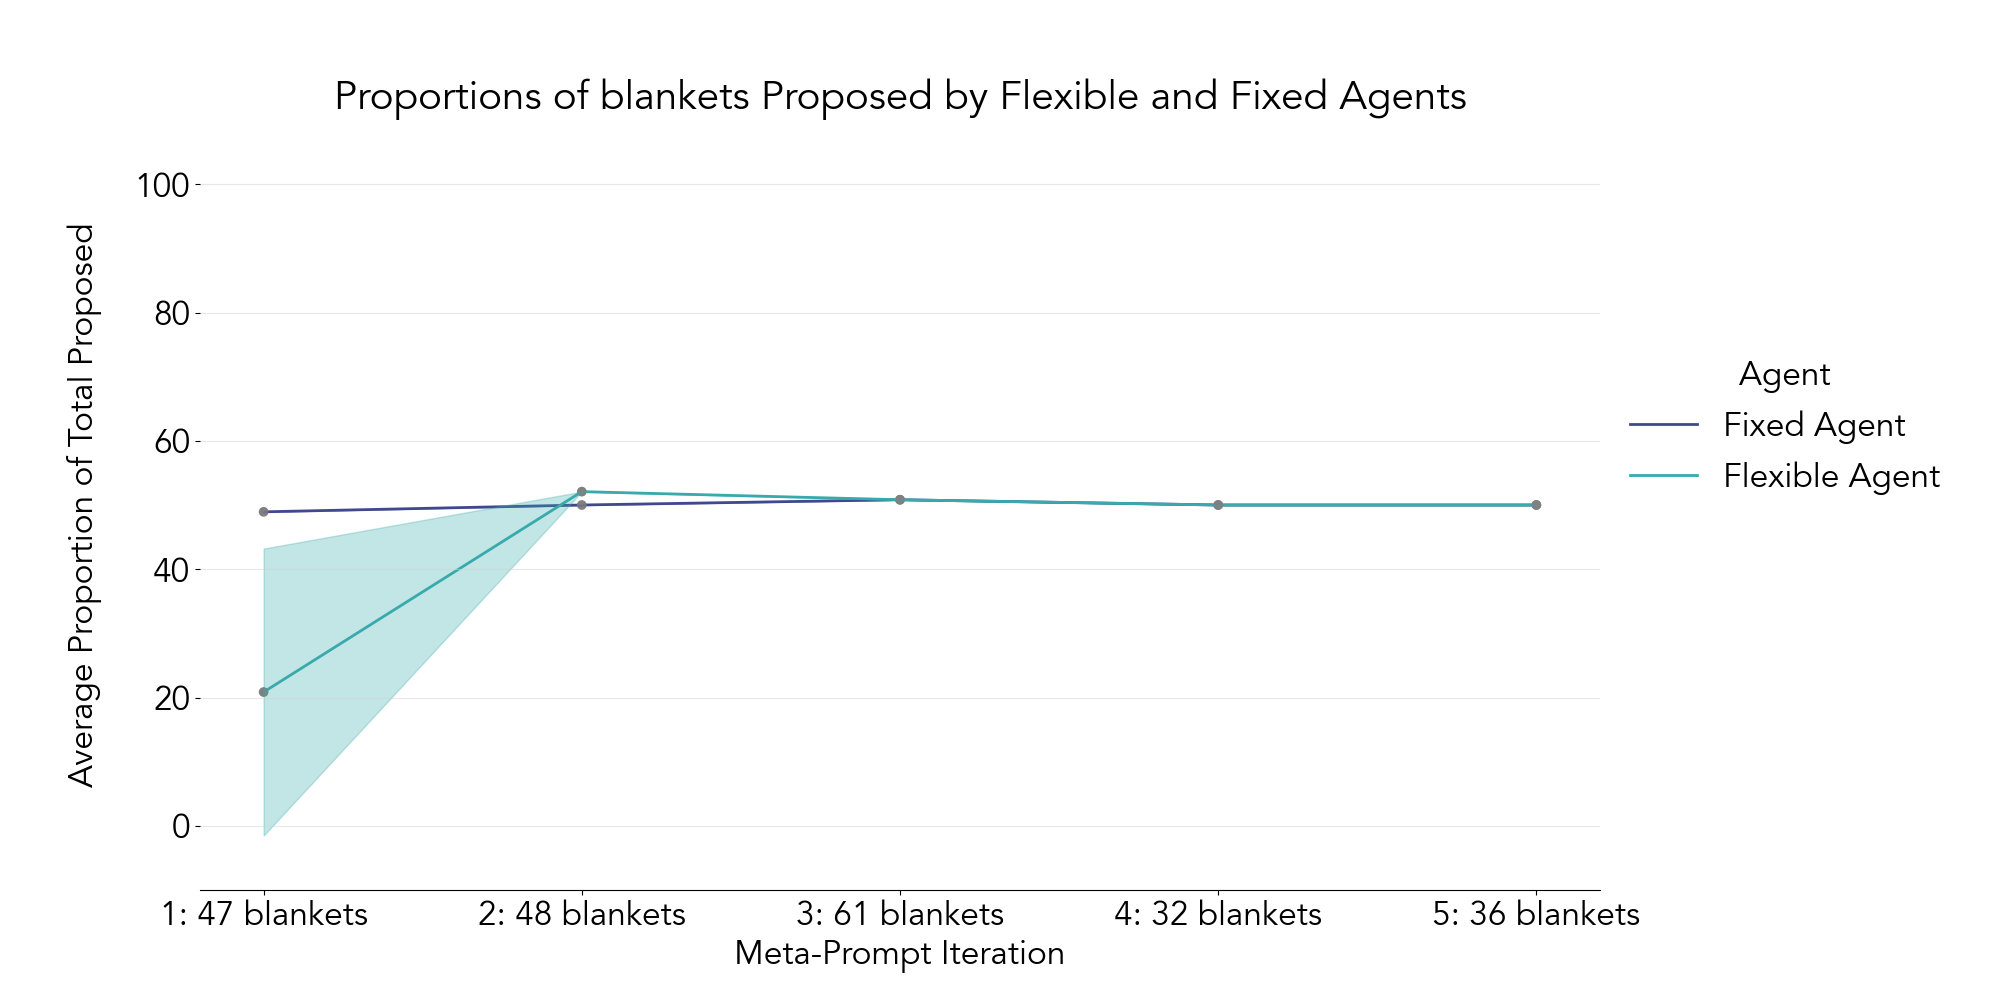 Proportions of blankets Proposed by Flexible and Fixed Agents
Average Proportion of Total Proposed
100
80
60
40
20
0
1: 47 blankets
2: 48 blankets
3: 61 blankets
4: 32 blankets
5: 36 blankets
Meta-Prompt Iteration
Agent
Fixed Agent
Flexible Agent